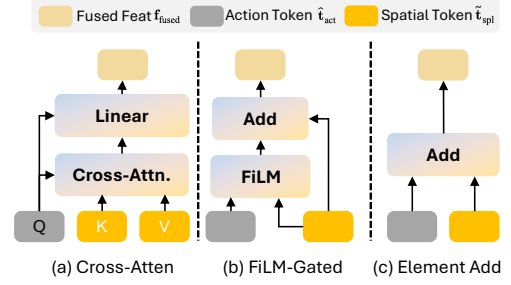 Fused Feat f_fused Action Token t̂_act Spatial Token t̃_spl
Linear
Cross-Attn.
Q K V
(a) Cross-Atten
Add
FiLM
(b) FiLM-Gated
Add
(c) Element Add